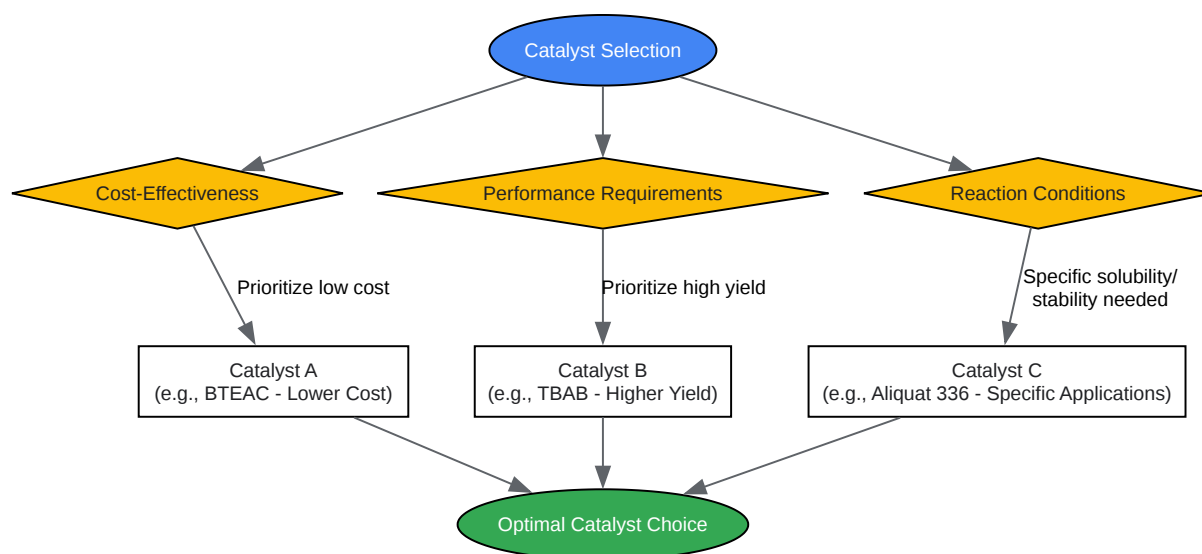 Catalyst Selection
Cost-Effectiveness
Performance Requirements
Reaction Conditions
Prioritize low cost
Prioritize high yield
Specific solubility/
stability needed
Catalyst A
(e.g., BTEAC - Lower Cost)
Catalyst B
(e.g., TBAB - Higher Yield)
Catalyst C
(e.g., Aliquat 336 - Specific Applications)
Optimal Catalyst Choice